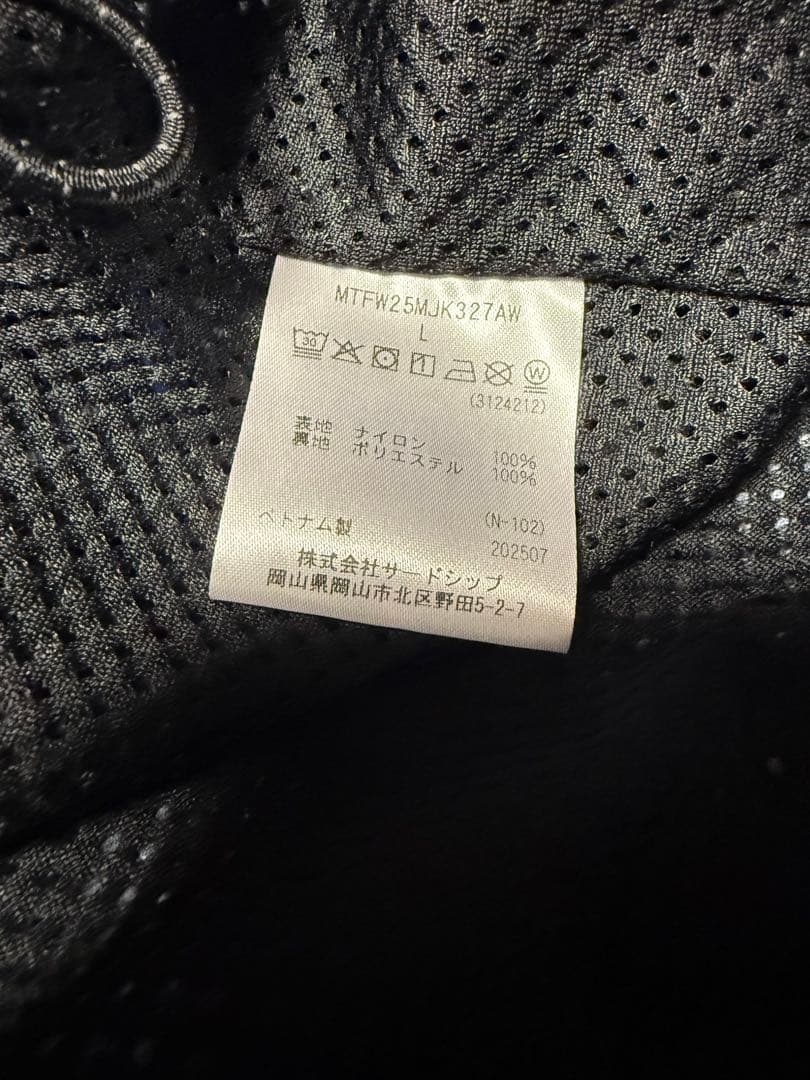 MTFW25MJK327AW
L
30 1 W
(3124212)
表地 ナイロン 100%
裏地 ポリエステル 100%
ベトナム製 (N-102)
202507
株式会社サードシップ
岡山県岡山市北区野田5-2-7